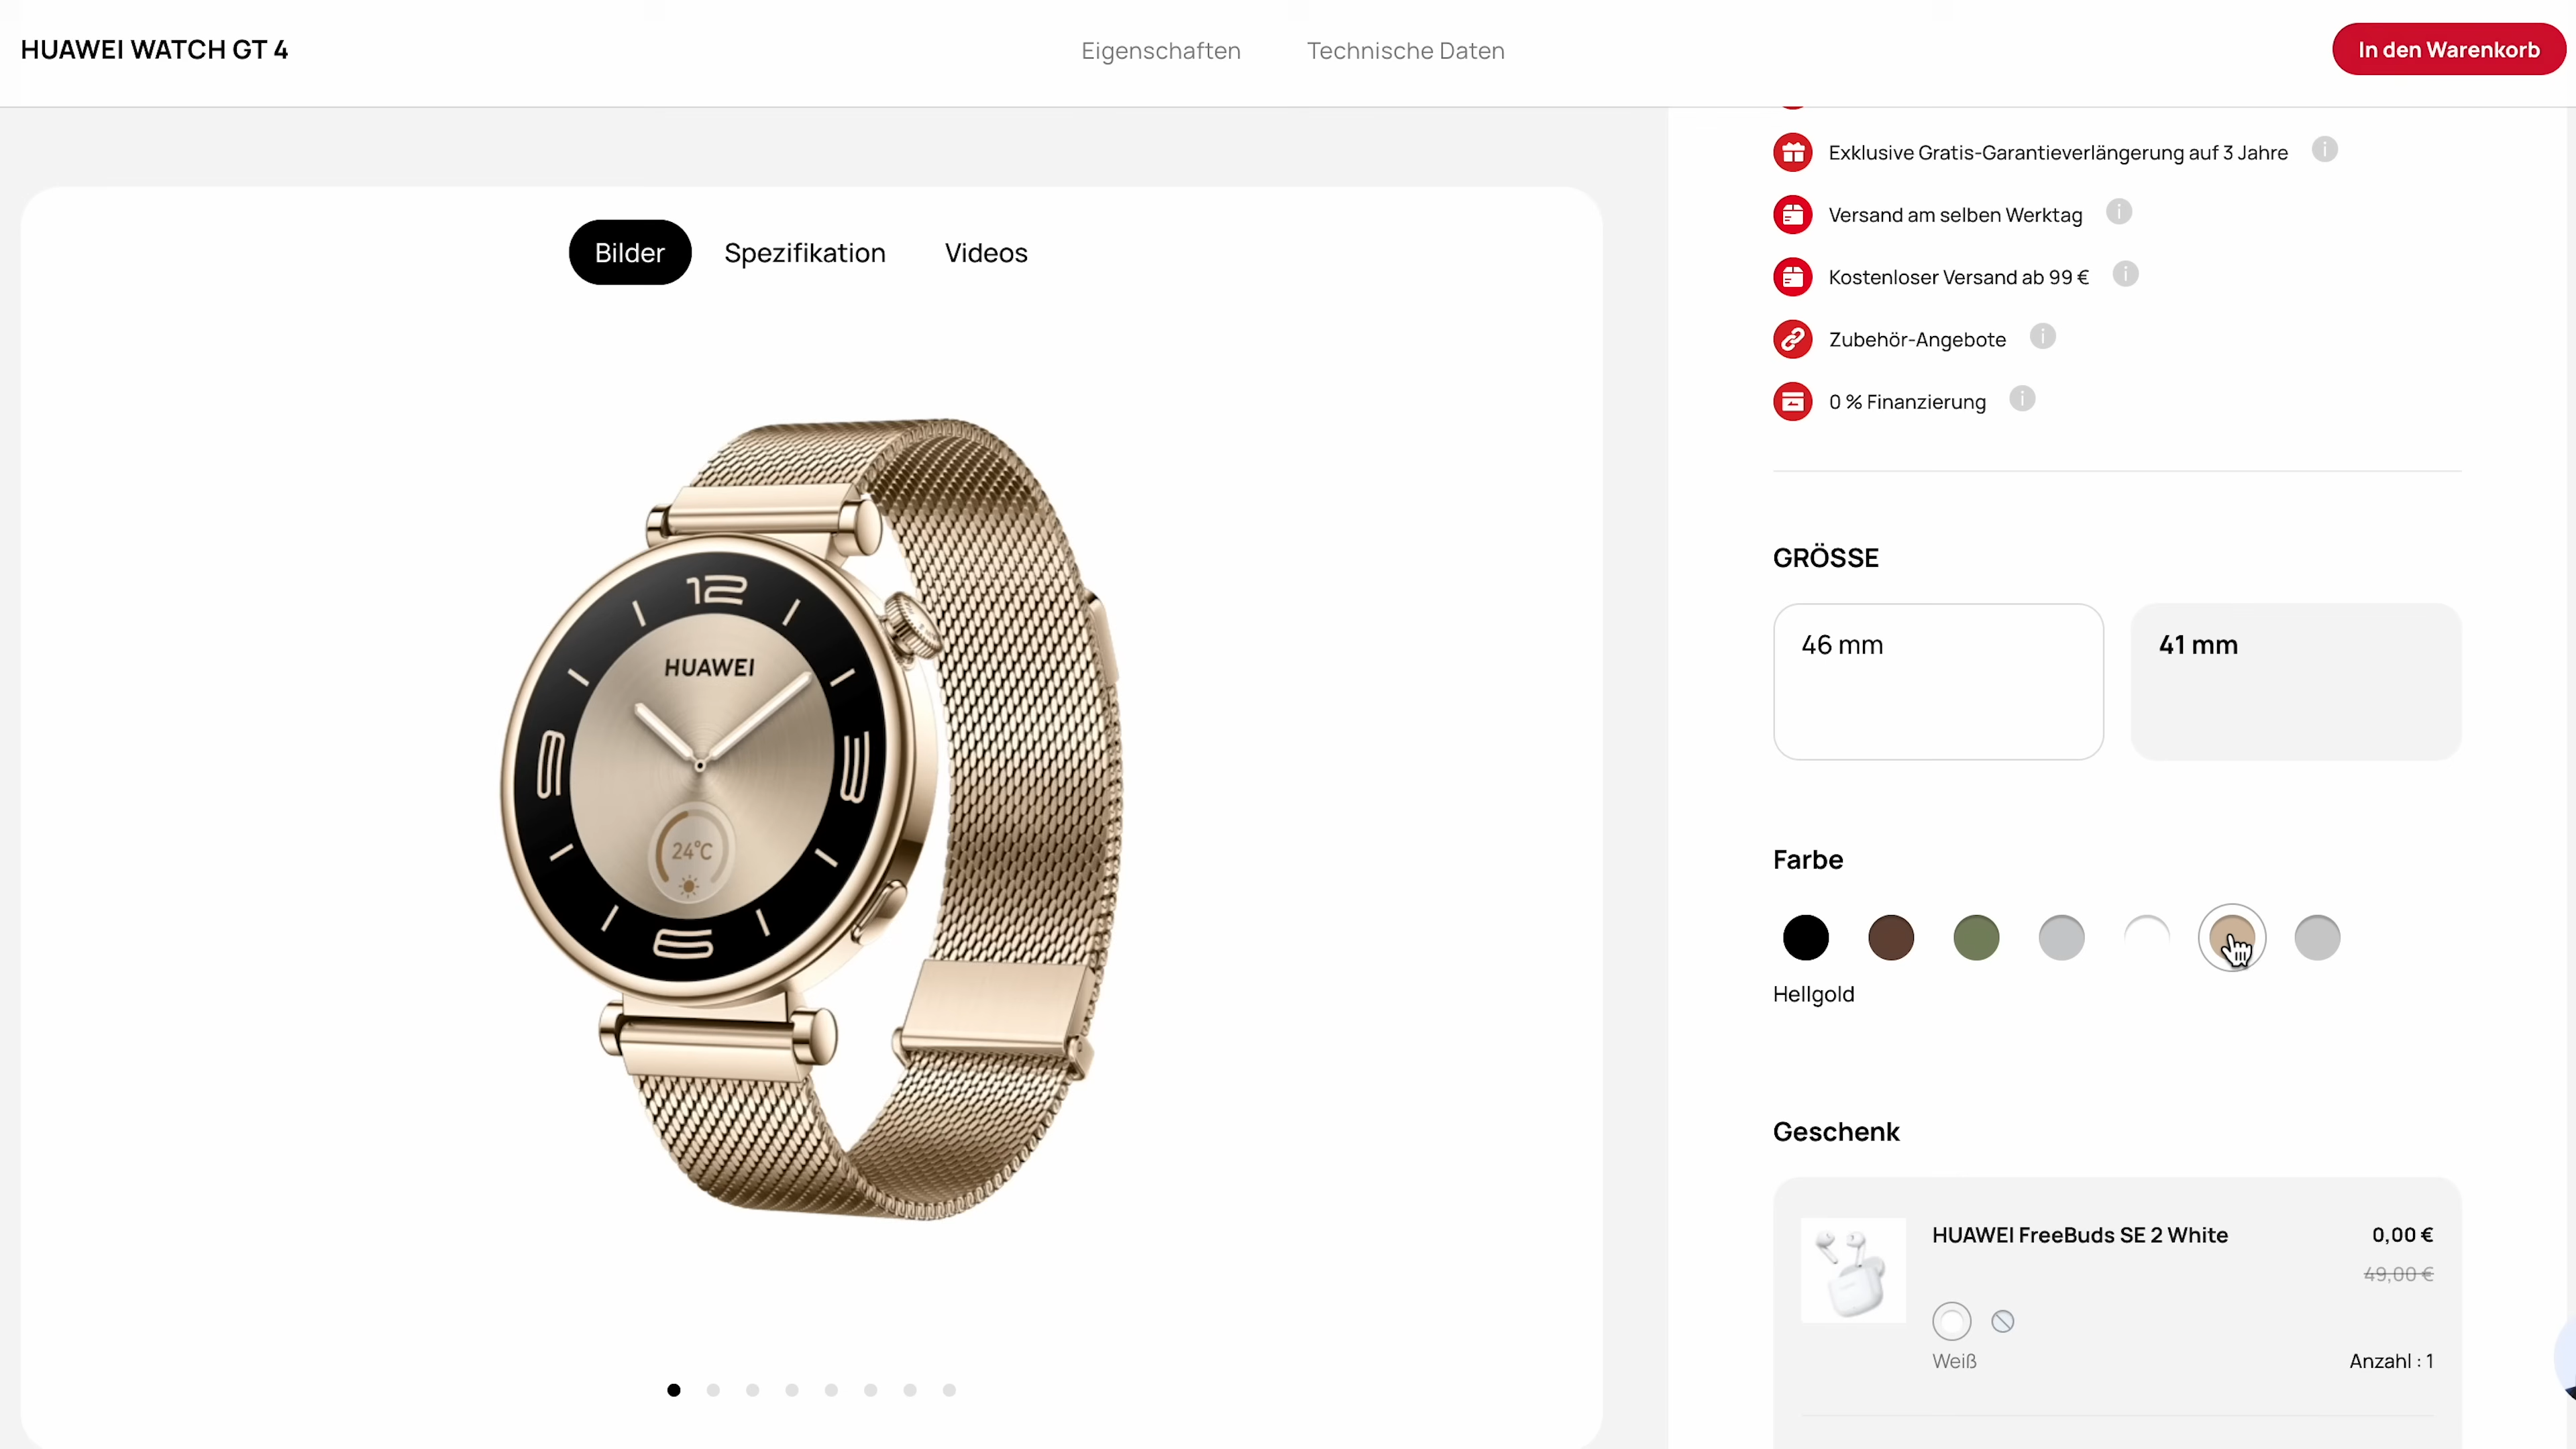 HUAWEI WATCH GT 4
Eigenschaften
Technische Daten
In den Warenkorb
Bilder
Spezifikation
Videos
12
HUAWEI
24°C
6
Exklusive Gratis-Garantieverlängerung auf 3 Jahre
Versand am selben Werktag
Kostenloser Versand ab 99 €
Zubehör-Angebote
0 % Finanzierung
GRÖSSE
46 mm
41 mm
Farbe
Hellgold
Geschenk
HUAWEI FreeBuds SE 2 White
0,00 €
49,00 €
Weiß
Anzahl : 1